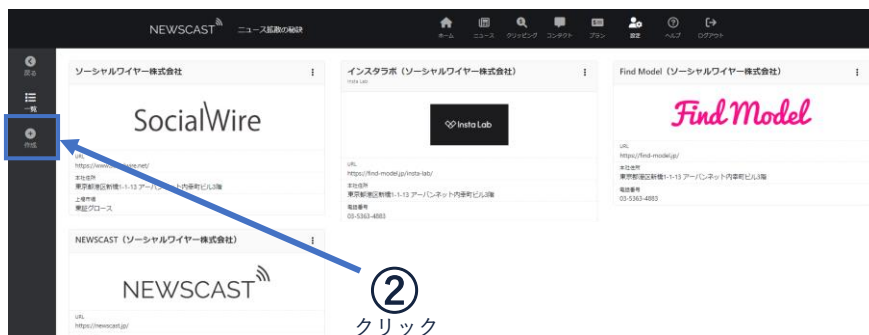 NEWSCAST ニュース拡散の秘訣
ホーム ニュース クリッピング コンタクト プラン 設定 ヘルプ ログアウト
戻る
一覧
作成
ソーシャルワイヤー株式会社
SocialWire
URL
本社住所
東京都港区新橋1-1-13 アーバンネット内幸町ビル3階
上場市場
東証グロース
インスタラボ（ソーシャルワイヤー株式会社）
Insta Lab
Insta Lab
URL
https://find-model.jp/insta-lab/
本社住所
東京都港区新橋1-1-13 アーバンネット内幸町ビル3階
電話番号
03-5363-4883
Find Model（ソーシャルワイヤー株式会社）
Find Model
URL
https://find-model.jp/
本社住所
東京都港区新橋1-1-13 アーバンネット内幸町ビル3階
電話番号
03-5363-4883
NEWSCAST（ソーシャルワイヤー株式会社）
NEWSCAST
URL
https://newscast.jp/
②
クリック